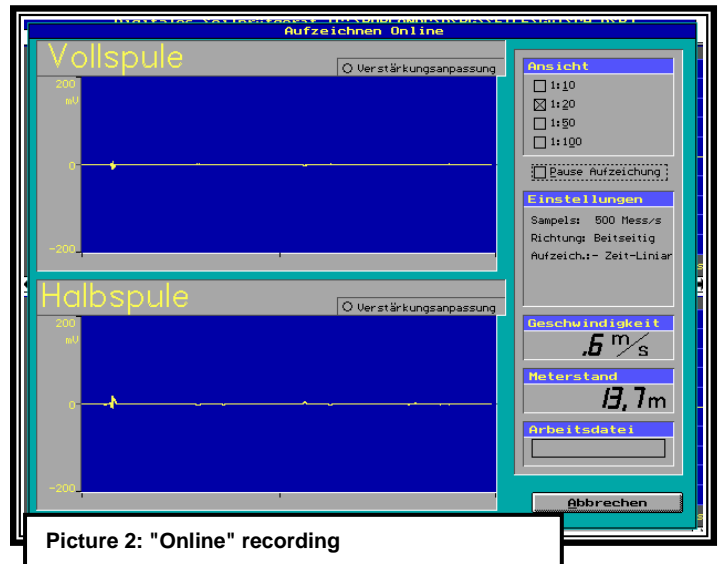 Aufzeichnen Online
Vollspule
Verstärkungsanpassung
200
mV
0
-200
Halbspule
Verstärkungsanpassung
200
mV
0
-200
Ansicht
1:10
1:20
1:50
1:100
Pause Aufzeichung
Einstellungen
Sampels: 500 Mess/s
Richtung: Beitseitig
Aufzeich.:- Zeit-Liniar
Geschwindigkeit
.6 m/s
Meterstand
13,7m
Arbeitsdatei
Abbrechen
Picture 2: "Online" recording